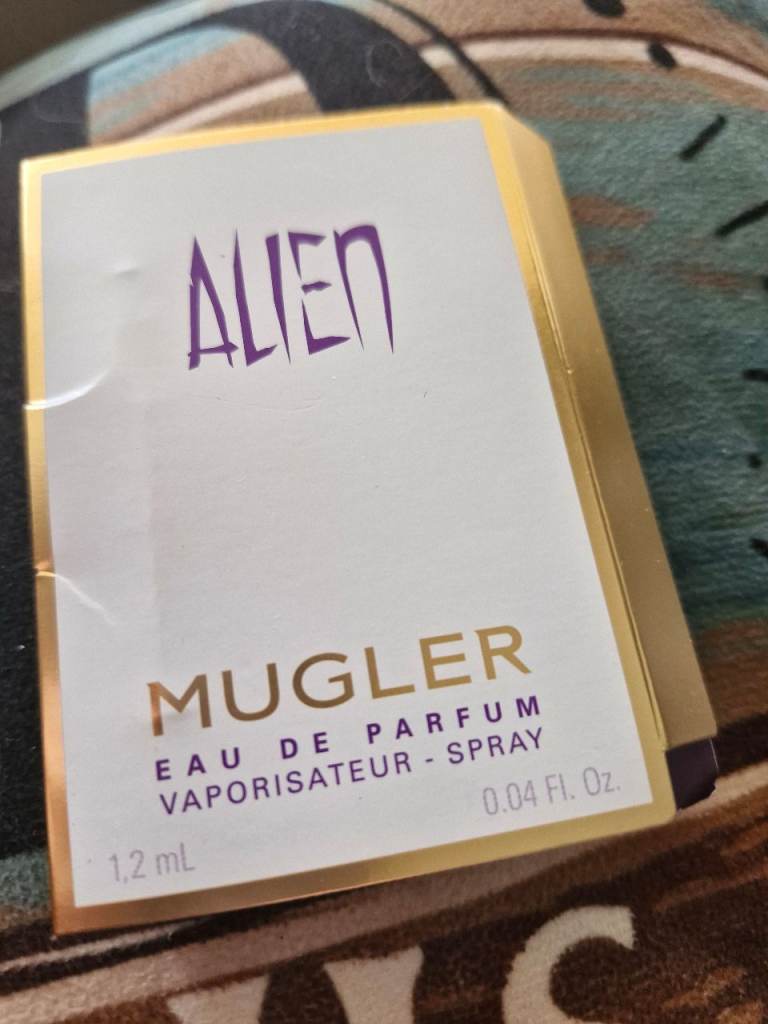 ALIEN
MUGLER
EAU DE PARFUM
VAPORISATEUR - SPRAY
0.04 Fl. Oz.
1,2 mL